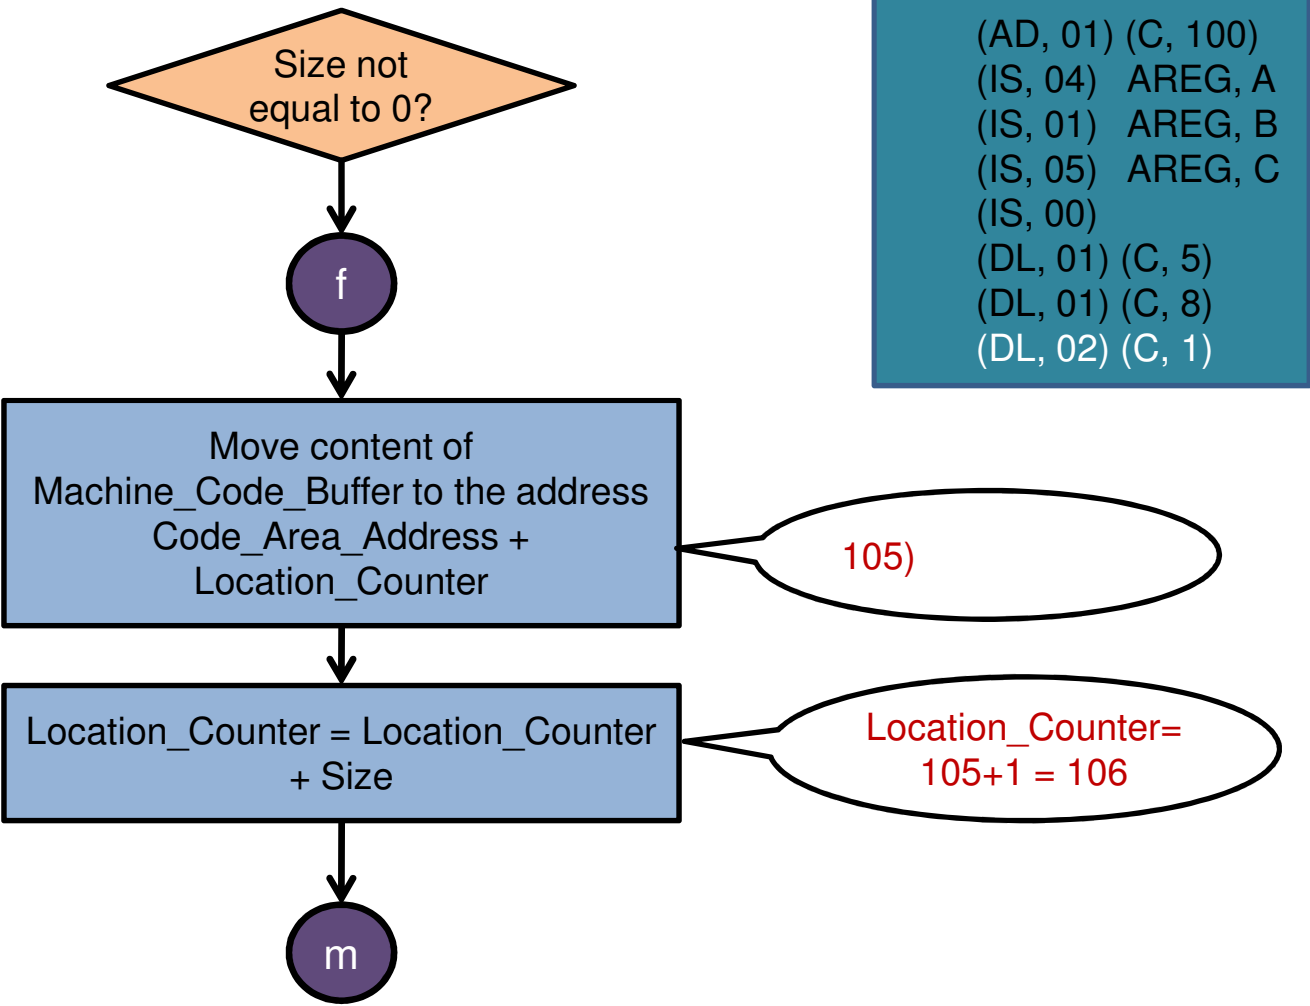 Size not
equal to 0?
f
Move content of
Machine_Code_Buffer to the address
Code_Area_Address +
Location_Counter
Location_Counter = Location_Counter
+ Size
m
(AD, 01) (C, 100)
(IS, 04) AREG, A
(IS, 01) AREG, B
(IS, 05) AREG, C
(IS, 00)
(DL, 01) (C, 5)
(DL, 01) (C, 8)
(DL, 02) (C, 1)
105)
Location_Counter=
105+1 = 106